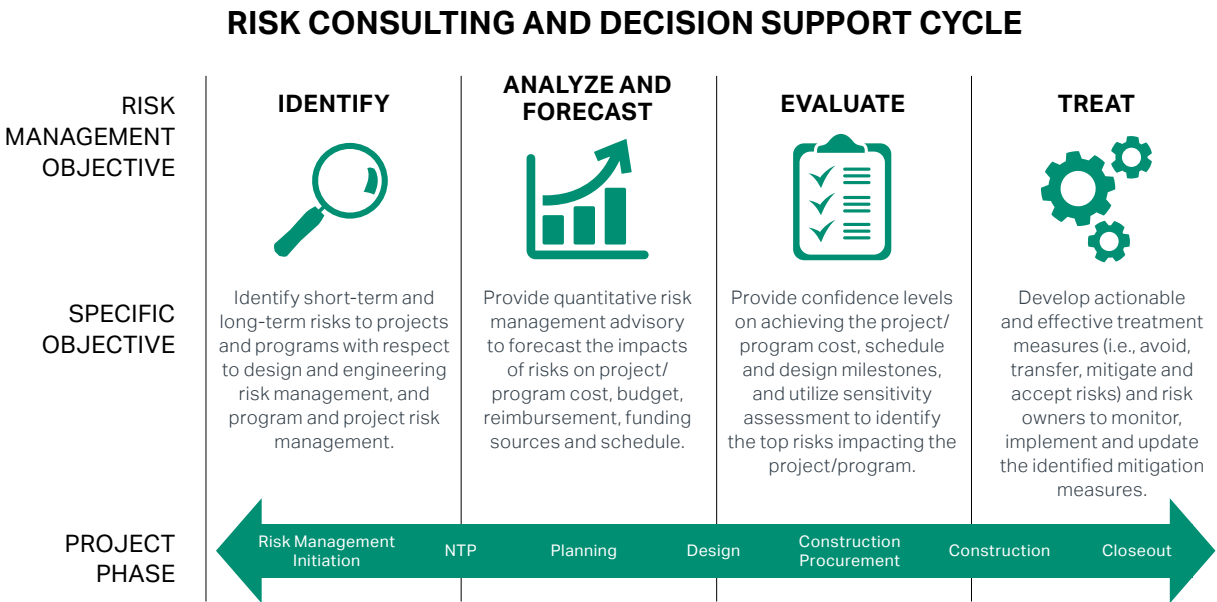 RISK CONSULTING AND DECISION SUPPORT CYCLE
RISK
MANAGEMENT
OBJECTIVE
IDENTIFY
ANALYZE AND
FORECAST
EVALUATE
TREAT
SPECIFIC
OBJECTIVE
Identify short-term and
long-term risks to projects
and programs with respect
to design and engineering
risk management, and
program and project risk
management.
Provide quantitative risk
management advisory
to forecast the impacts
of risks on project/
program cost, budget,
reimbursement, funding
sources and schedule.
Provide confidence levels
on achieving the project/
program cost, schedule
and design milestones,
and utilize sensitivity
assessment to identify
the top risks impacting the
project/program.
Develop actionable
and effective treatment
measures (i.e., avoid,
transfer, mitigate and
accept risks) and risk
owners to monitor,
implement and update
the identified mitigation
measures.
PROJECT
PHASE
Risk Management
Initiation
NTP
Planning
Design
Construction
Procurement
Construction
Closeout